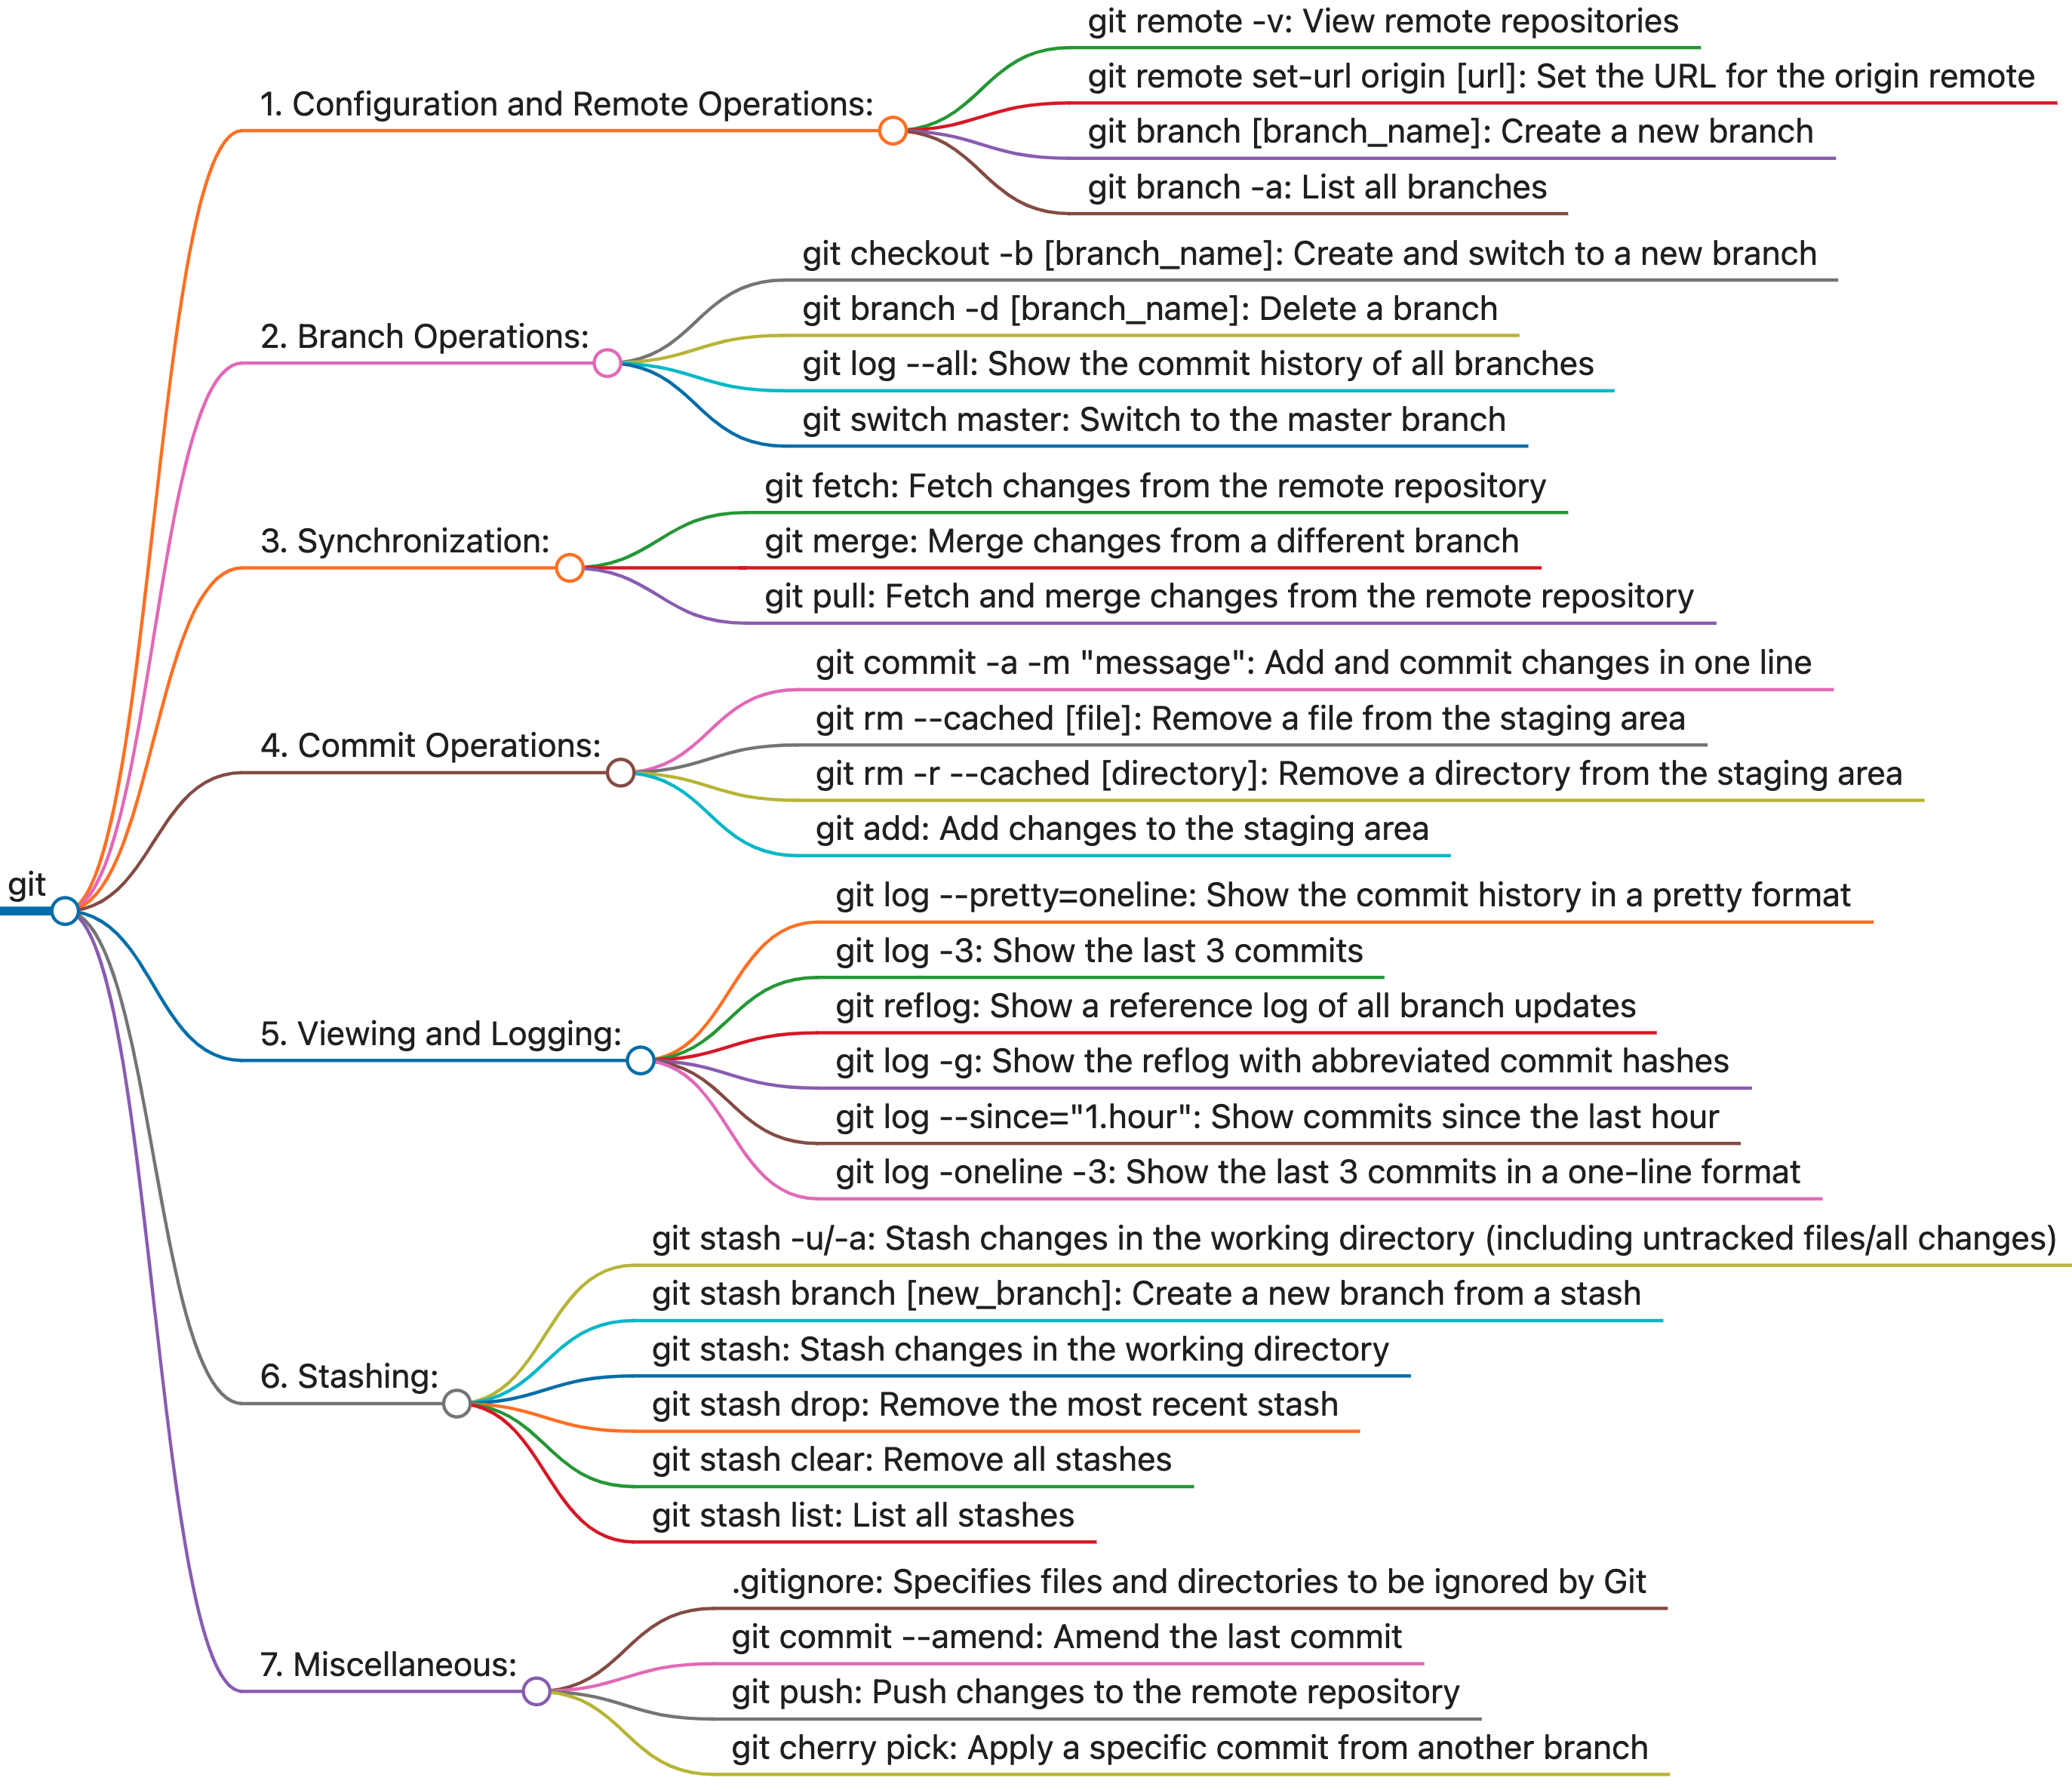 git
1. Configuration and Remote Operations:
git remote -v: View remote repositories
git remote set-url origin [url]: Set the URL for the origin remote
git branch [branch_name]: Create a new branch
git branch -a: List all branches
2. Branch Operations:
git checkout -b [branch_name]: Create and switch to a new branch
git branch -d [branch_name]: Delete a branch
git log --all: Show the commit history of all branches
git switch master: Switch to the master branch
3. Synchronization:
git fetch: Fetch changes from the remote repository
git merge: Merge changes from a different branch
git pull: Fetch and merge changes from the remote repository
4. Commit Operations:
git commit -a -m "message": Add and commit changes in one line
git rm --cached [file]: Remove a file from the staging area
git rm -r --cached [directory]: Remove a directory from the staging area
git add: Add changes to the staging area
5. Viewing and Logging:
git log --pretty=oneline: Show the commit history in a pretty format
git log -3: Show the last 3 commits
git reflog: Show a reference log of all branch updates
git log -g: Show the reflog with abbreviated commit hashes
git log --since="1.hour": Show commits since the last hour
git log -oneline -3: Show the last 3 commits in a one-line format
6. Stashing:
git stash -u/-a: Stash changes in the working directory (including untracked files/all changes)
git stash branch [new_branch]: Create a new branch from a stash
git stash: Stash changes in the working directory
git stash drop: Remove the most recent stash
git stash clear: Remove all stashes
git stash list: List all stashes
7. Miscellaneous:
.gitignore: Specifies files and directories to be ignored by Git
git commit --amend: Amend the last commit
git push: Push changes to the remote repository
git cherry pick: Apply a specific commit from another branch